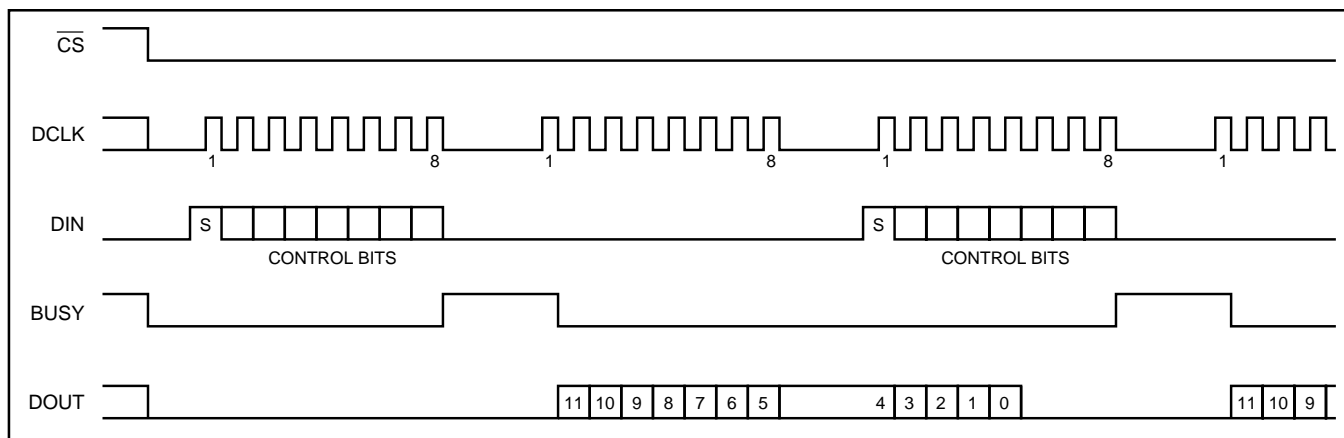 CS
DCLK
1 8 1 8 1 8 1
DIN
S S
CONTROL BITS CONTROL BITS
BUSY
DOUT
11 10 9 8 7 6 5 4 3 2 1 0 11 10 9